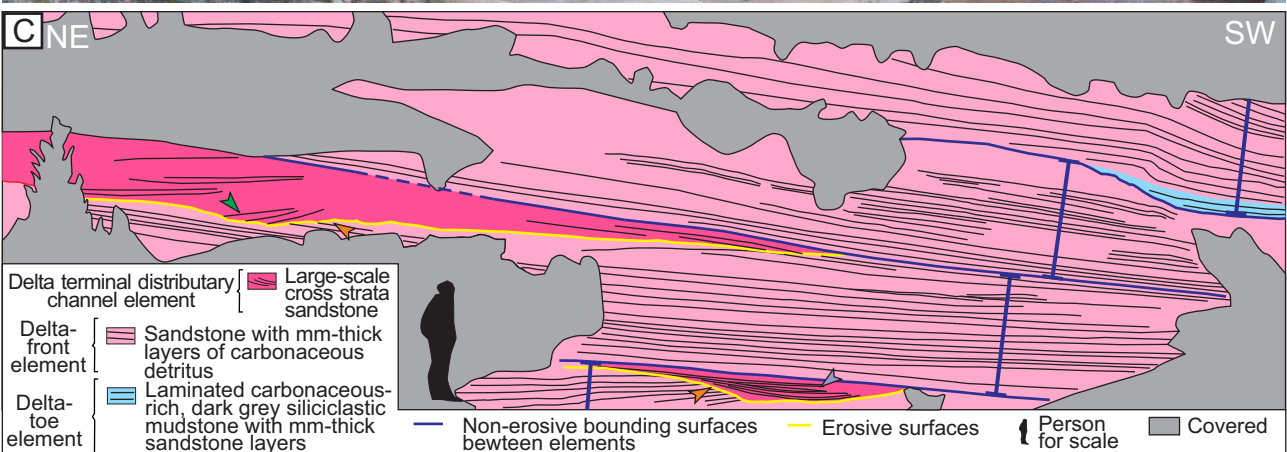 C NE
SW
Delta terminal distributary
channel element
Large-scale
cross strata
sandstone
Delta-
front
element
Sandstone with mm-thick
layers of carbonaceous
detritus
Delta-
toe
element
Laminated carbonaceous-
rich, dark grey siliciclastic
mudstone with mm-thick
sandstone layers
Non-erosive bounding surfaces
bewteen elements
Erosive surfaces
Person
for scale
Covered